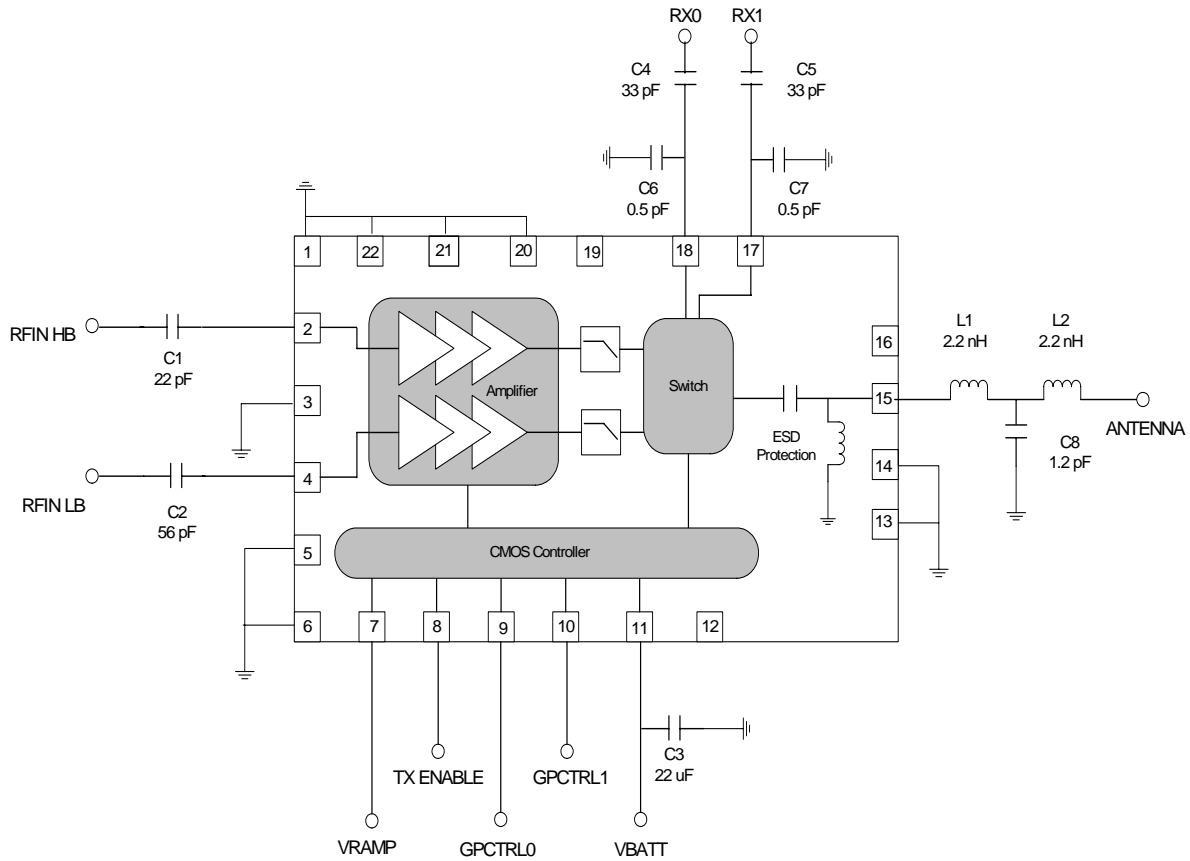 RX0 RX1
C4
33 pF
C5
33 pF
C6
0.5 pF
C7
0.5 pF
1 22 21 20 19 18 17
RFIN HB
C1
22 pF
2
3
RFIN LB
C2
56 pF
4
5
6
Amplifier
Switch
ESD
Protection
CMOS Controller
16
15
14
13
L1
2.2 nH
L2
2.2 nH
C8
1.2 pF
ANTENNA
7 8 9 10 11 12
C3
22 uF
TX ENABLE GPCTRL1
VRAMP GPCTRL0 VBATT